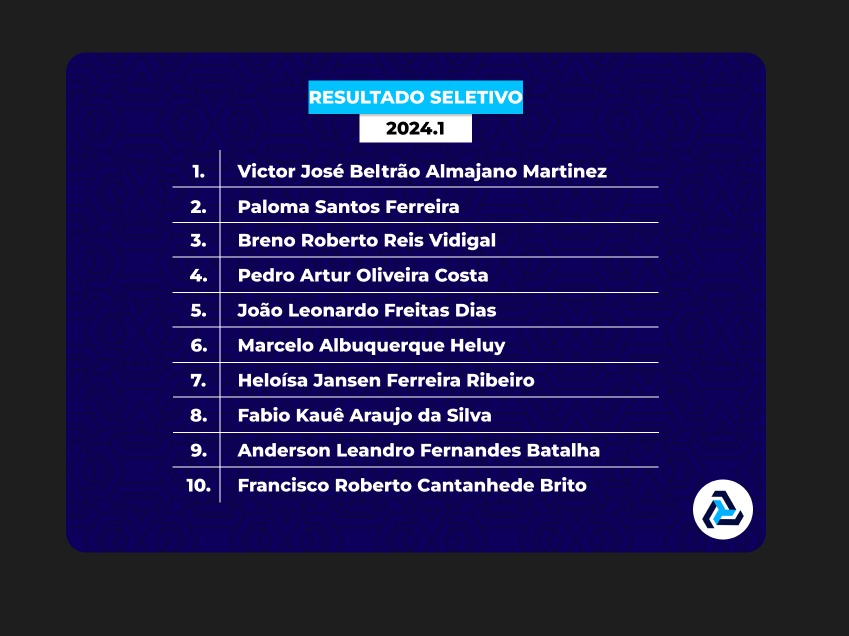 RESULTADO SELETIVO
2024.1
1. Victor José Beltrão Almajano Martinez
2. Paloma Santos Ferreira
3. Breno Roberto Reis Vidigal
4. Pedro Artur Oliveira Costa
5. João Leonardo Freitas Dias
6. Marcelo Albuquerque Heluy
7. Heloísa Jansen Ferreira Ribeiro
8. Fabio Kauê Araujo da Silva
9. Anderson Leandro Fernandes Batalha
10. Francisco Roberto Cantanhede Brito